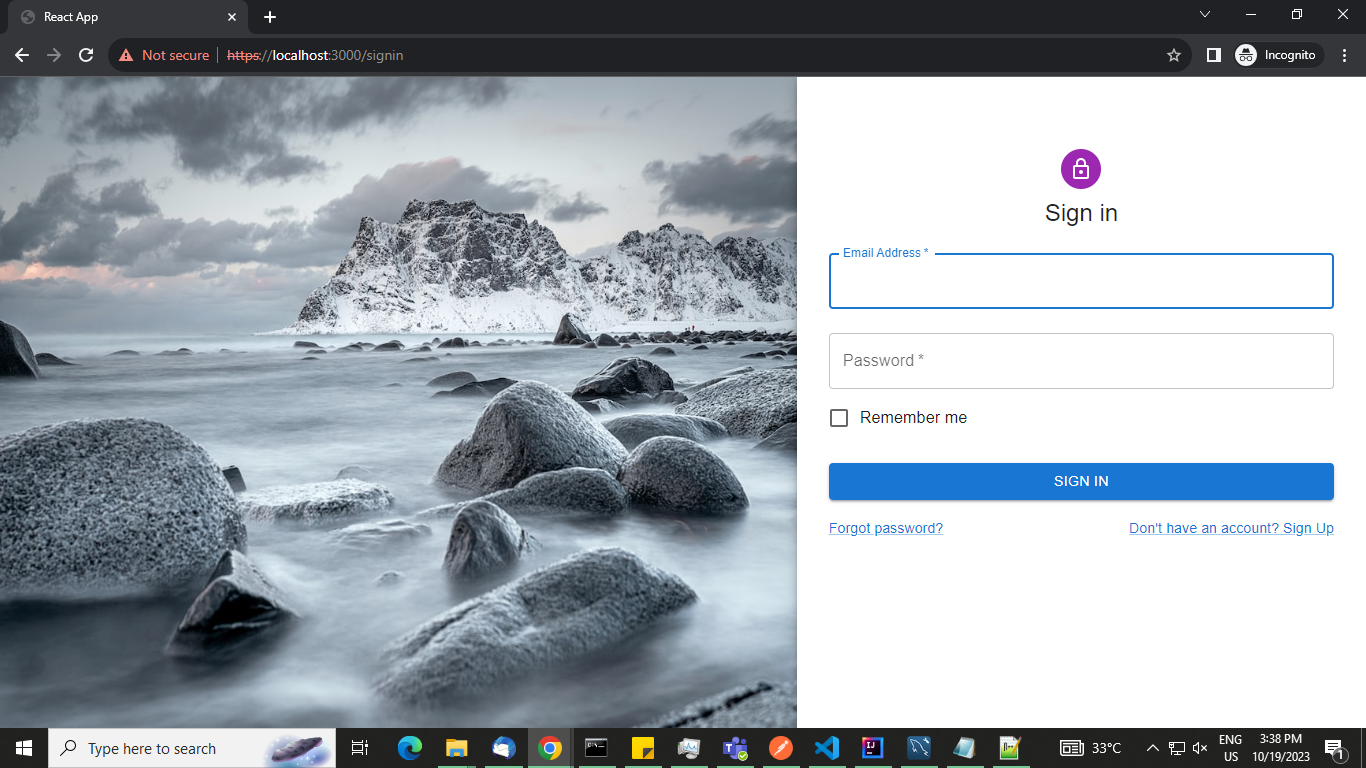 React App
Not secure https://localhost:3000/signin
Incognito
Sign in
Email Address *
Password *
Remember me
SIGN IN
Forgot password? Don't have an account? Sign Up
Type here to search
33°C
ENG
US
3:38 PM
10/19/2023
1